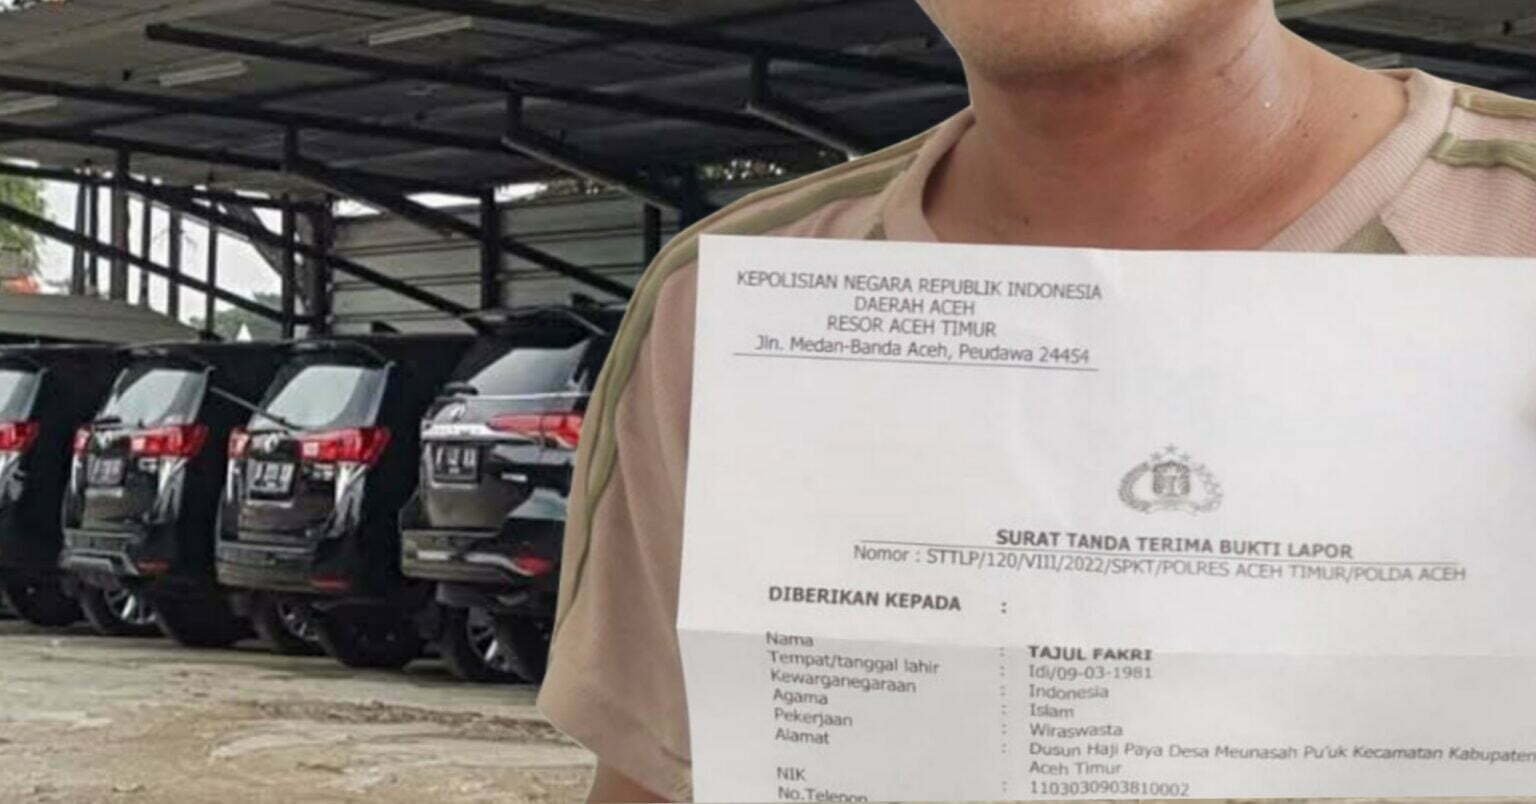 KEPOLISIAN NEGARA REPUBLIK INDONESIA
DAERAH ACEH
RESOR ACEH TIMUR
Jln. Medan-Banda Aceh, Peudawa 24454
SURAT TANDA TERIMA BUKTI LAPOR
Nomor : STTLP/120/VIII/2022/SPKT/POLRES ACEH TIMUR/POLDA ACEH
DIBERIKAN KEPADA :
Nama : TAJUL FAKRI
Tempat/tanggal lahir : Idi/09-03-1981
Kewarganegaraan : Indonesia
Agama : Islam
Pekerjaan : Wiraswasta
Alamat : Dusun Haji Paya Desa Meunasah Pu'uk Kecamatan Kabupaten
Aceh Timur
NIK : 1103030903810002
No.Telepon